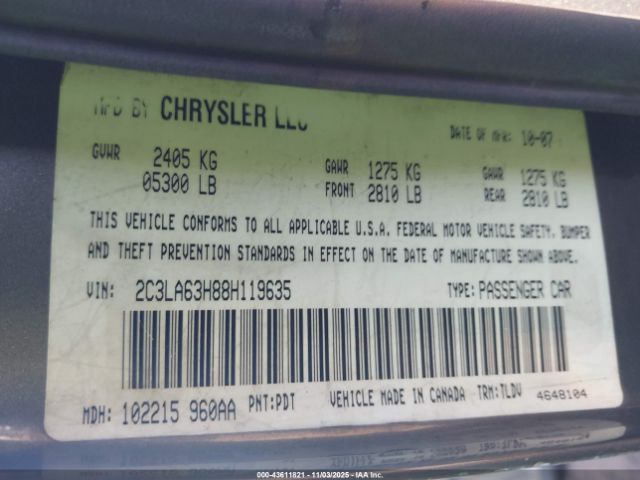 MFD BY CHRYSLER LLC DATE OF MFR: 10-07
GVWR 2405 KG GAWR 1275 KG GAWR 1275 KG
05300 LB FRONT 2810 LB REAR 2810 LB
THIS VEHICLE CONFORMS TO ALL APPLICABLE U.S.A. FEDERAL MOTOR VEHICLE SAFETY, BUMPER
AND THEFT PREVENTION STANDARDS IN EFFECT ON THE DATE OF MANUFACTURE SHOWN ABOVE.
VIN: 2C3LA63H88H119635 TYPE: PASSENGER CAR
MDH: 102215 960AA PNT:PDT VEHICLE MADE IN CANADA TRM:TLDV 4648104
000-43611821 - 11/03/2025 - IAAI.com